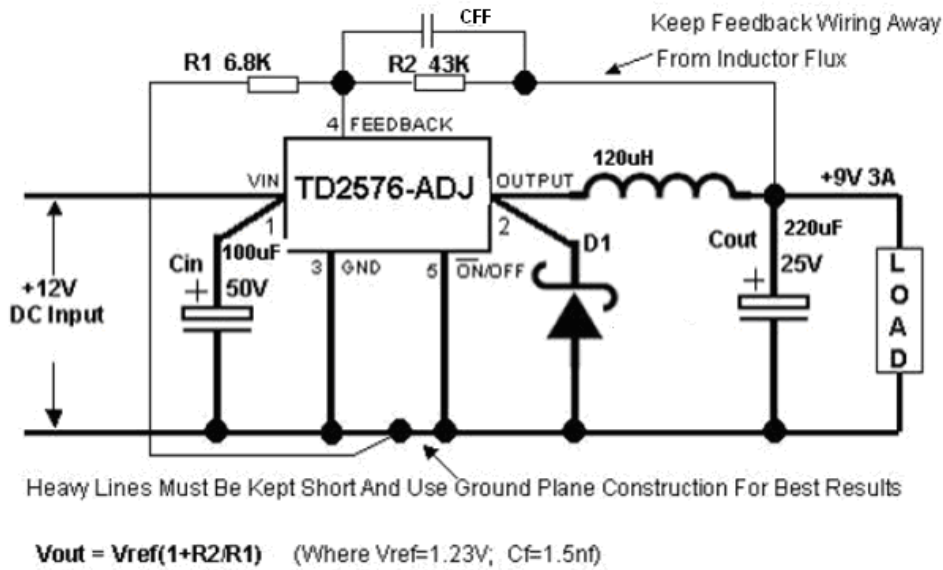 CFF
Keep Feedback Wiring Away
From Inductor Flux
R1 6.8K
R2 43K
4 FEEDBACK
120uH
VIN
TD2576-ADJ
OUTPUT
+9V 3A
1
2
100uF
D1
Cout
220uF
Cin
3 GND
5 ON/OFF
+
50V
+
25V
LOAD
+12V
DC Input
Heavy Lines Must Be Kept Short And Use Ground Plane Construction For Best Results
Vout = Vref(1+R2/R1) (Where Vref=1.23V; Cf=1.5nf)